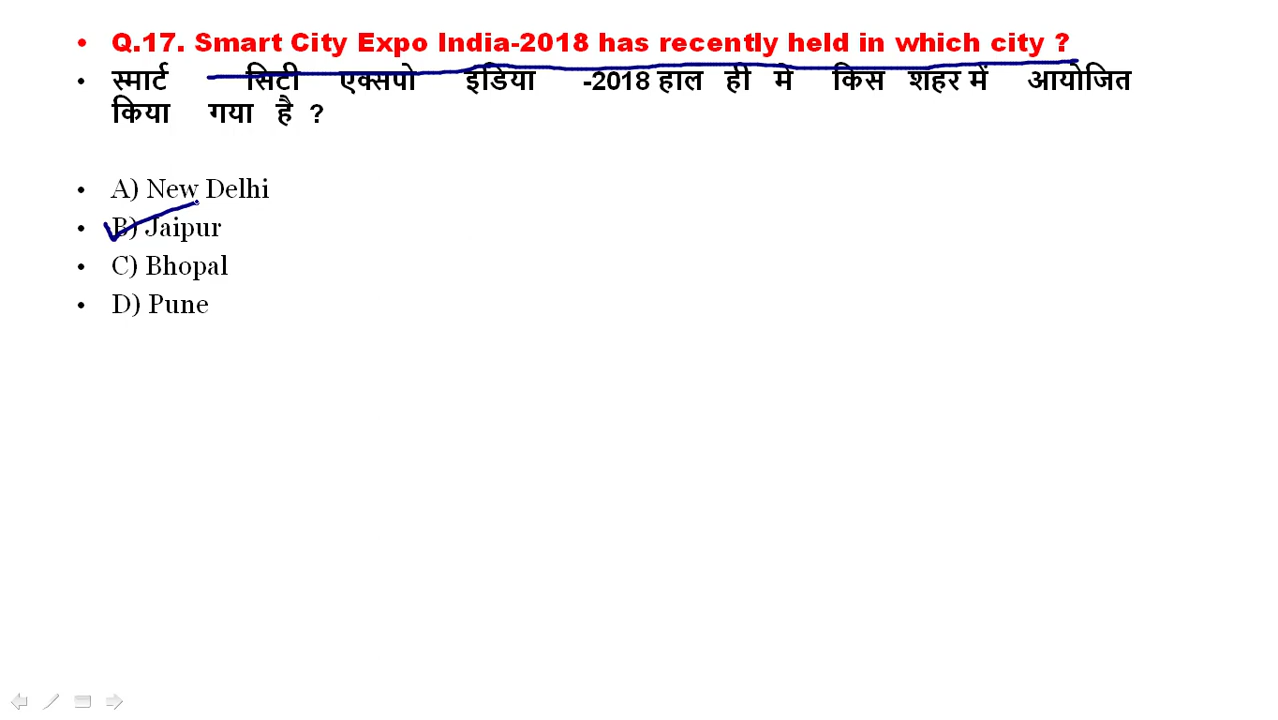 • Q.17. Smart City Expo India-2018 has recently held in which city ?
• स्मार्ट सिटी एक्सपो इंडिया -2018 हाल ही मे किस शहर में आयोजित
किया गया है ?
• A) New Delhi
• B) Jaipur
• C) Bhopal
• D) Pune